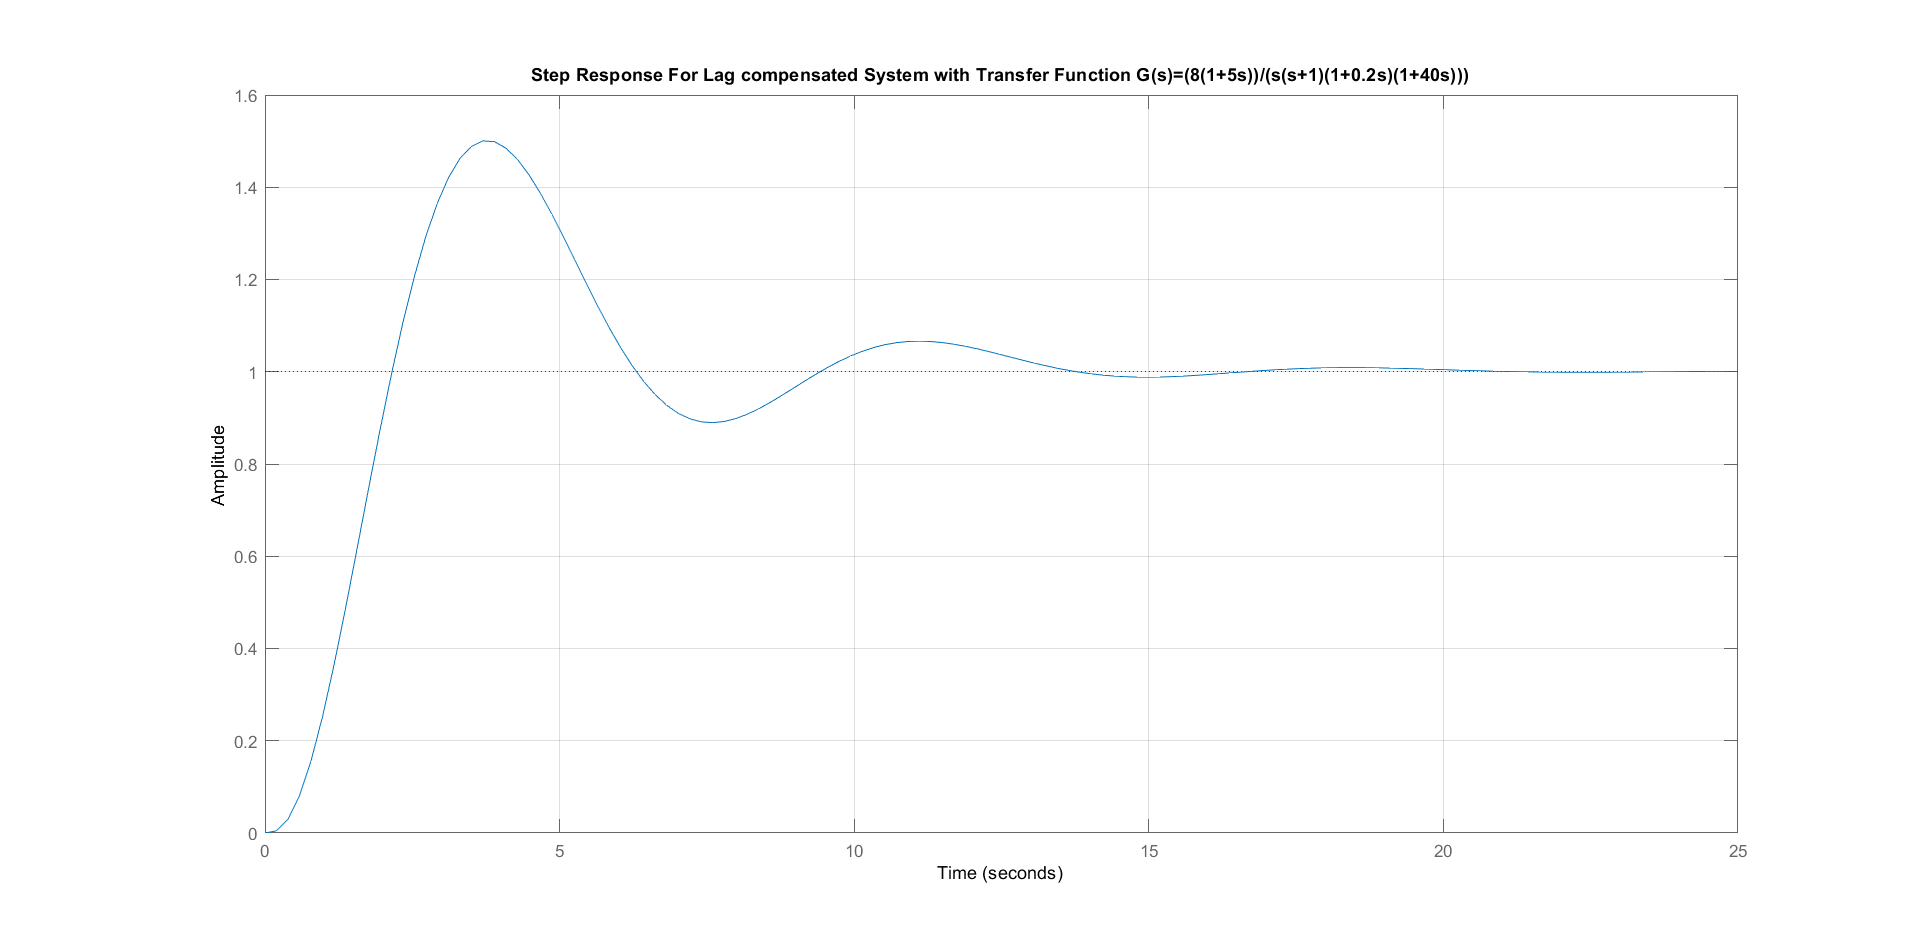 Step Response For Lag compensated System with Transfer Function G(s)=(8(1+5s))/(s(s+1)(1+0.2s)(1+40s)))
1.6
1.4
1.2
1
0.8
0.6
0.4
0.2
0
Amplitude
0 5 10 15 20 25
Time (seconds)